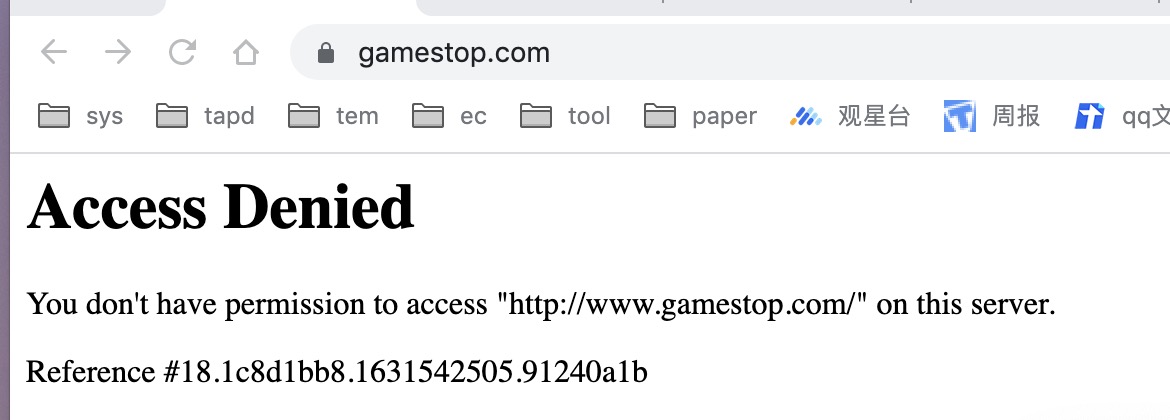 gamestop.com
sys tapd tem ec tool paper 观星台 周报 qq文
Access Denied
You don't have permission to access "http://www.gamestop.com/" on this server.
Reference #18.1c8d1bb8.1631542505.91240a1b